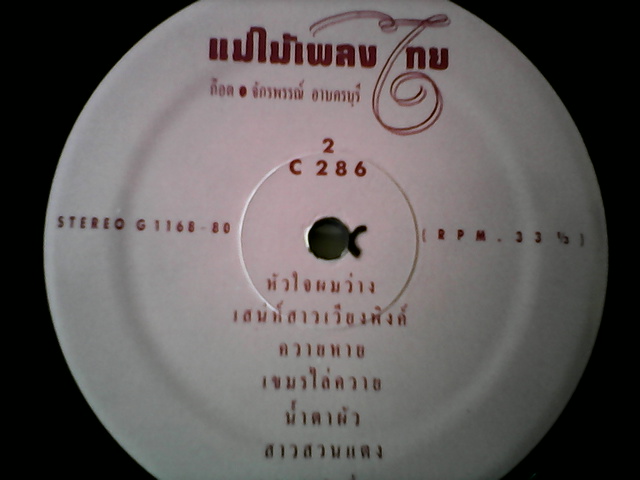 แม่ไม้เพลงไทย
ก๊อด ● จักรพรรณ์ อาบครบุรี
2
C 286
STEREO G 1168-80
( RPM. 33 ⅓ )
หัวใจผมว่าง
เสน่ห์สาวเวียงพิงค์
ควายหาย
เขมรไล่ควาย
น้ำตาผัว
สาวสวนแตง